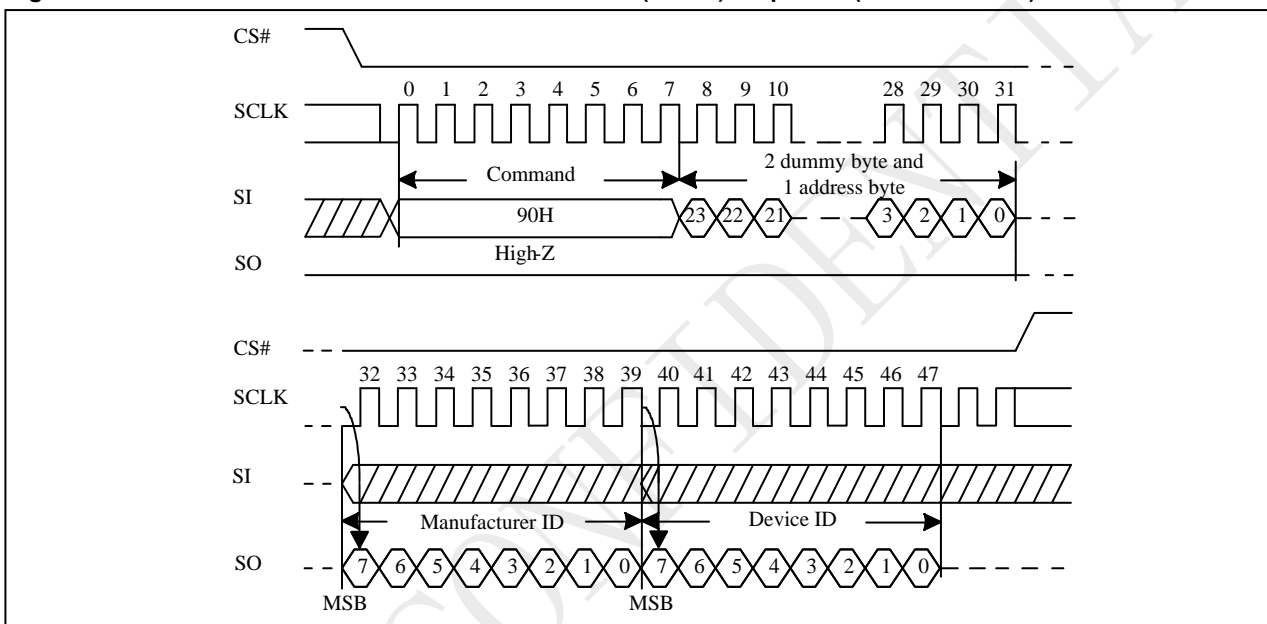 CS#
0 1 2 3 4 5 6 7 8 9 10 28 29 30 31
SCLK
Command
2 dummy byte and
1 address byte
SI
90H
23 22 21 3 2 1 0
High-Z
SO
CS#
32 33 34 35 36 37 38 39 40 41 42 43 44 45 46 47
SCLK
SI
Manufacturer ID
Device ID
SO
7 6 5 4 3 2 1 0 7 6 5 4 3 2 1 0
MSB MSB